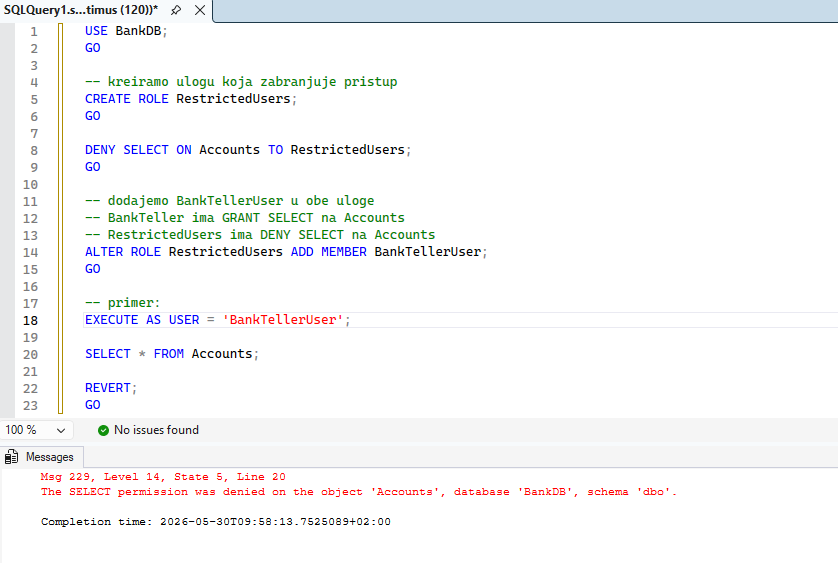 SQLQuery1.s...timus (120))*
1 USE BankDB;
2 GO
3
4 -- kreiramo ulogu koja zabranjuje pristup
5 CREATE ROLE RestrictedUsers;
6 GO
7
8 DENY SELECT ON Accounts TO RestrictedUsers;
9 GO
10
11 -- dodajemo BankTellerUser u obe uloge
12 -- BankTeller ima GRANT SELECT na Accounts
13 -- RestrictedUsers ima DENY SELECT na Accounts
14 ALTER ROLE RestrictedUsers ADD MEMBER BankTellerUser;
15 GO
16
17 -- primer:
18 EXECUTE AS USER = 'BankTellerUser';
19
20 SELECT * FROM Accounts;
21
22 REVERT;
23 GO
100 % No issues found
Messages
Msg 229, Level 14, State 5, Line 20
The SELECT permission was denied on the object 'Accounts', database 'BankDB', schema 'dbo'.
Completion time: 2026-05-30T09:58:13.7525089+02:00